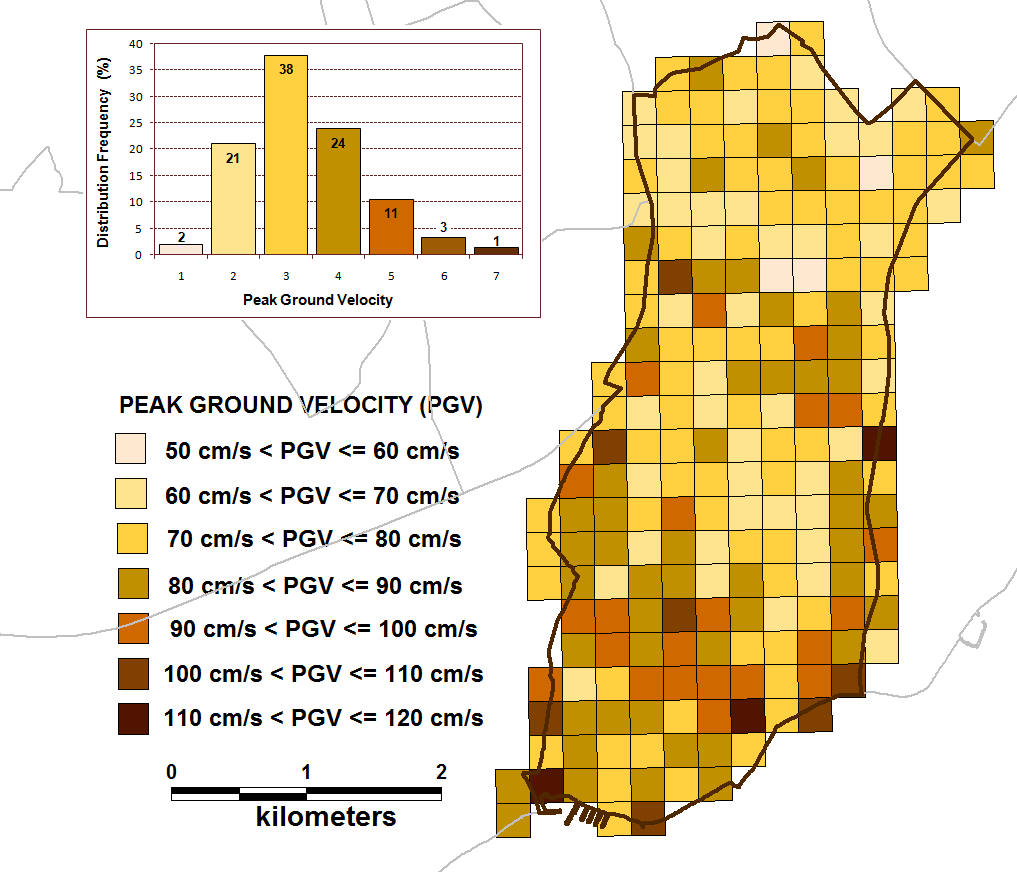 Distribution Frequency (%)
40
35
30
25
20
15
10
5
0
2
21
38
24
11
3
1
1 2 3 4 5 6 7
Peak Ground Velocity
PEAK GROUND VELOCITY (PGV)
50 cm/s < PGV <= 60 cm/s
60 cm/s < PGV <= 70 cm/s
70 cm/s < PGV <= 80 cm/s
80 cm/s < PGV <= 90 cm/s
90 cm/s < PGV <= 100 cm/s
100 cm/s < PGV <= 110 cm/s
110 cm/s < PGV <= 120 cm/s
0 1 2
kilometers